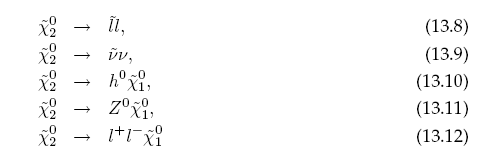 χ̃⁰₂ → l̃l, (13.8)
χ̃⁰₂ → ν̃ν, (13.9)
χ̃⁰₂ → h⁰χ̃⁰₁, (13.10)
χ̃⁰₂ → Z⁰χ̃⁰₁, (13.11)
χ̃⁰₂ → l⁺l⁻χ̃⁰₁ (13.12)